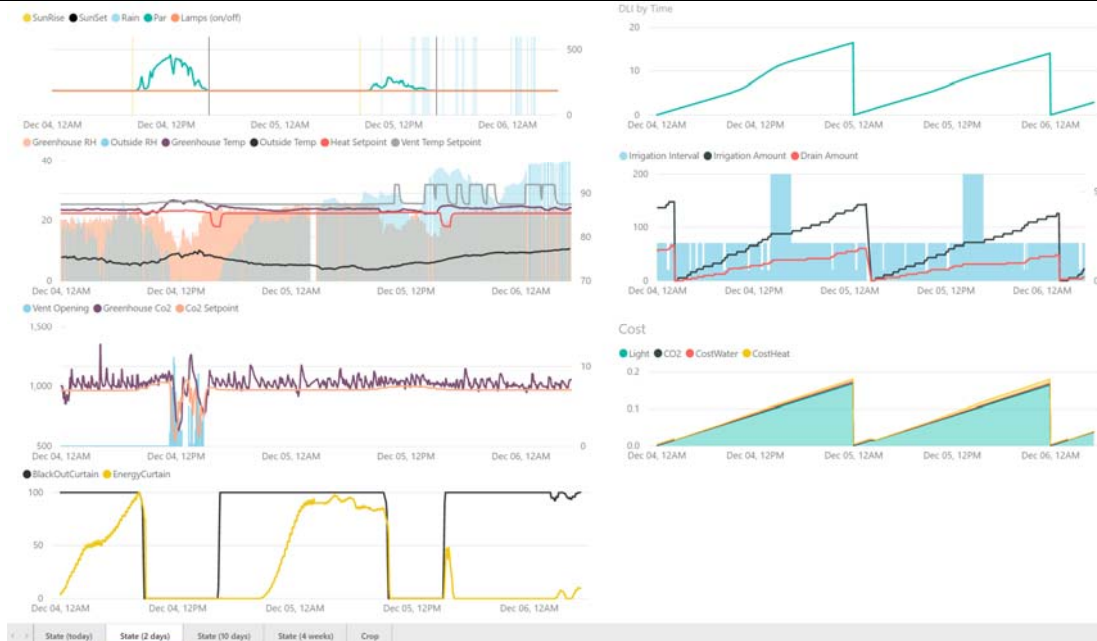 SunRise SunSet Rain Par Lamps (on/off)
500
0
Dec 04, 12AM Dec 04, 12PM Dec 05, 12AM Dec 05, 12PM Dec 06, 12AM
Greenhouse RH Outside RH Greenhouse Temp Outside Temp Heat Setpoint Vent Temp Setpoint
40
20
0
90
80
70
Dec 04, 12AM Dec 04, 12PM Dec 05, 12AM Dec 05, 12PM Dec 06, 12AM
Vent Opening Greenhouse Co2 Co2 Setpoint
1,500
1,000
500
10
0
Dec 04, 12AM Dec 04, 12PM Dec 05, 12AM Dec 05, 12PM Dec 06, 12AM
BlackOutCurtain EnergyCurtain
100
50
0
Dec 04, 12AM Dec 04, 12PM Dec 05, 12AM Dec 05, 12PM Dec 06, 12AM
DLI by Time
20
10
0
Dec 04, 12AM Dec 04, 12PM Dec 05, 12AM Dec 05, 12PM Dec 06, 12AM
Irrigation Interval Irrigation Amount Drain Amount
200
100
0
Dec 04, 12AM Dec 04, 12PM Dec 05, 12AM Dec 05, 12PM Dec 06, 12AM
Cost
Light CO2 CostWater CostHeat
0.2
0.1
0.0
Dec 04, 12AM Dec 04, 12PM Dec 05, 12AM Dec 05, 12PM Dec 06, 12AM
State (today) State (2 days) State (10 days) State (4 weeks) Crop